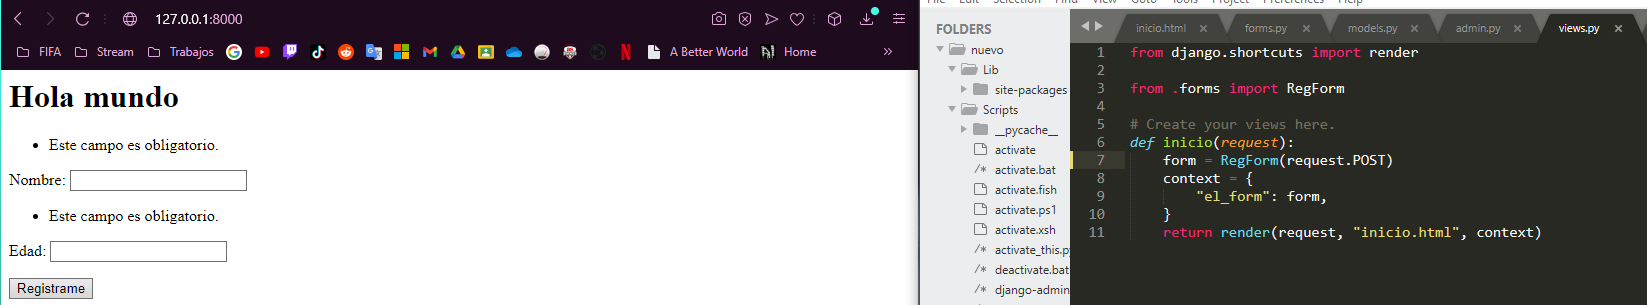 127.0.0.1:8000
FIFA
Stream
Trabajos
A Better World
Home
»
Hola mundo
• Este campo es obligatorio.
Nombre:
• Este campo es obligatorio.
Edad:
Registrame
FOLDERS
nuevo
Lib
site-packages
Scripts
__pycache__
activate
/* activate.bat
activate.fish
activate.ps1
activate.xsh
/* activate_this.p
/* deactivate.bat
/* django-admin
inicio.html ×
forms.py ×
models.py ×
admin.py ×
views.py ×
1 from django.shortcuts import render
2
3 from .forms import RegForm
4
5 # Create your views here.
6 def inicio(request):
7 form = RegForm(request.POST)
8 context = {
9 "el_form": form,
10 }
11 return render(request, "inicio.html", context)